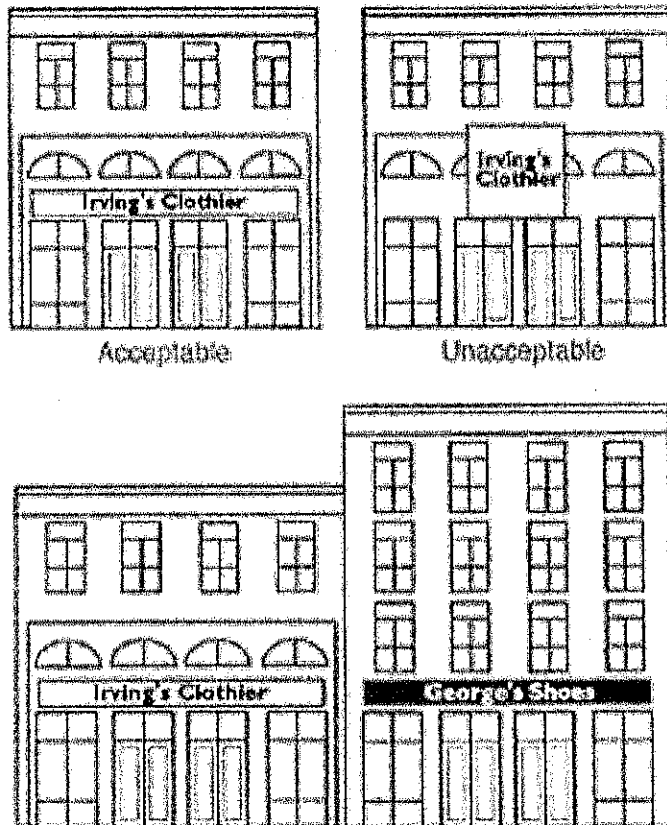 Irving's Clothier
Irving's
Clothier
Acceptable
Unacceptable
Irving's Clothier
George's Shoes